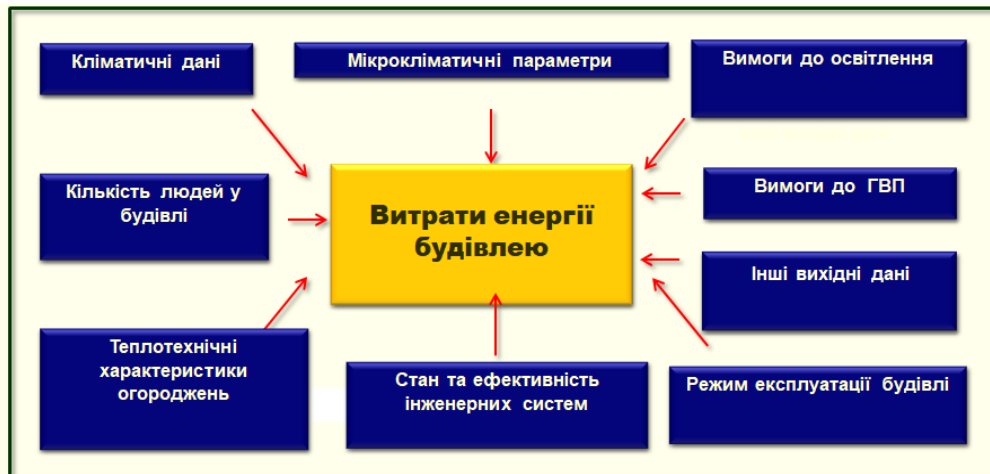 Кліматичні дані
Мікрокліматичні параметри
Вимоги до освітлення
Кількість людей у
будівлі
Витрати енергії
будівлею
Вимоги до ГВП
Інші вихідні дані
Теплотехнічні
характеристики
огороджень
Стан та ефективність
інженерних систем
Режим експлуатації будівлі